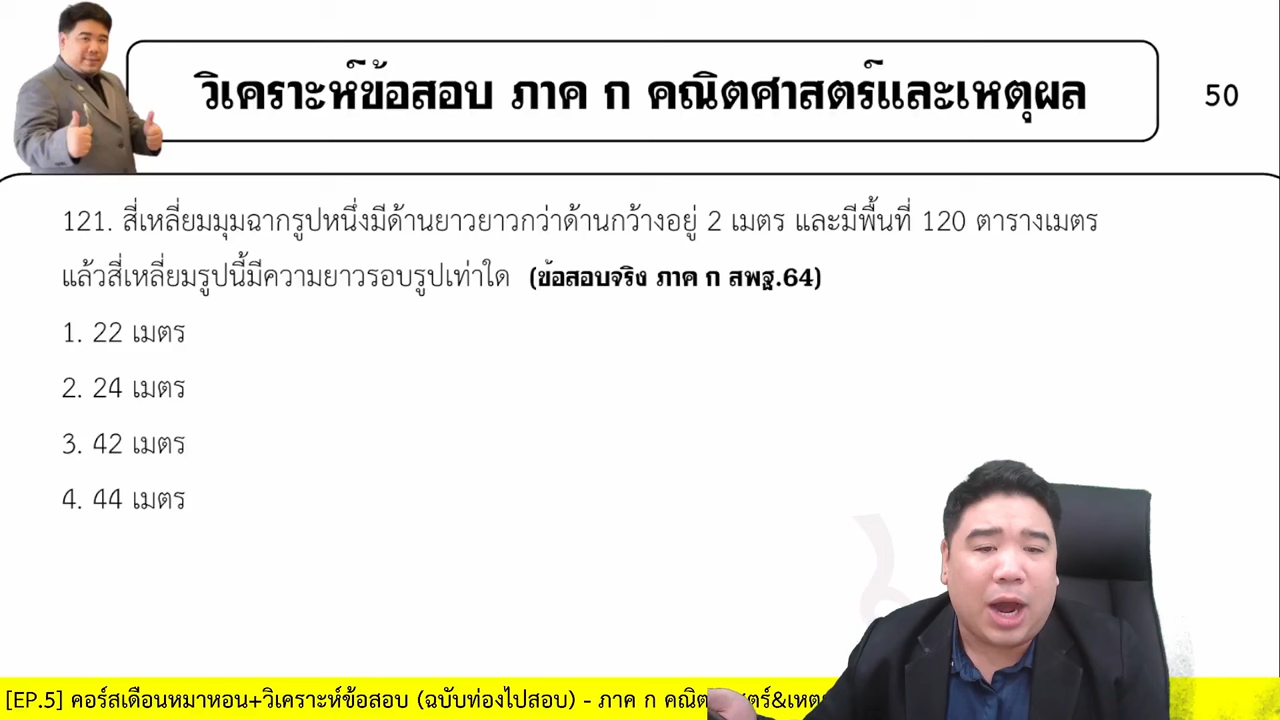 วิเคราะห์ข้อสอบ ภาค ก คณิตศาสตร์และเหตุผล
50
121. สี่เหลี่ยมมุมฉากรูปหนึ่งมีด้านยาวยาวกว่าด้านกว้างอยู่ 2 เมตร และมีพื้นที่ 120 ตารางเมตร
แล้วสี่เหลี่ยมรูปนี้มีความยาวรอบรูปเท่าใด (ข้อสอบจริง ภาค ก สพฐ.64)
1. 22 เมตร
2. 24 เมตร
3. 42 เมตร
4. 44 เมตร
[EP.5] คอร์สเดือนหมาหอน+วิเคราะห์ข้อสอบ (ฉบับท่องไปสอบ) - ภาค ก